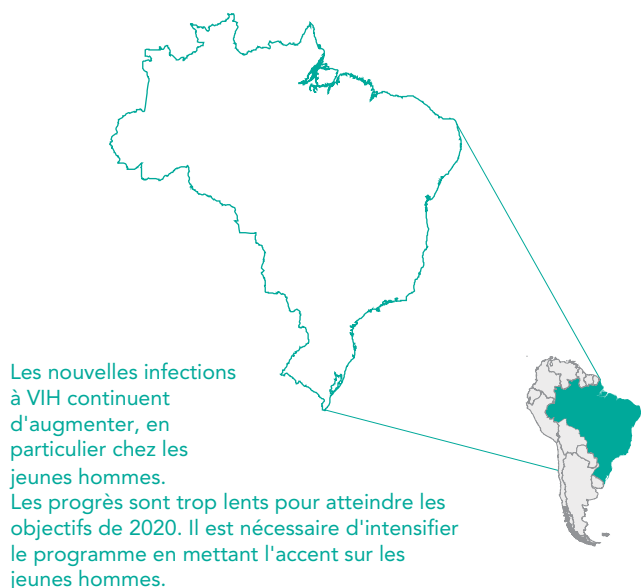 Les nouvelles infections
à VIH continuent
d'augmenter, en
particulier chez les
jeunes hommes.
Les progrès sont trop lents pour atteindre les
objectifs de 2020. Il est nécessaire d'intensifier
le programme en mettant l'accent sur les
jeunes hommes.